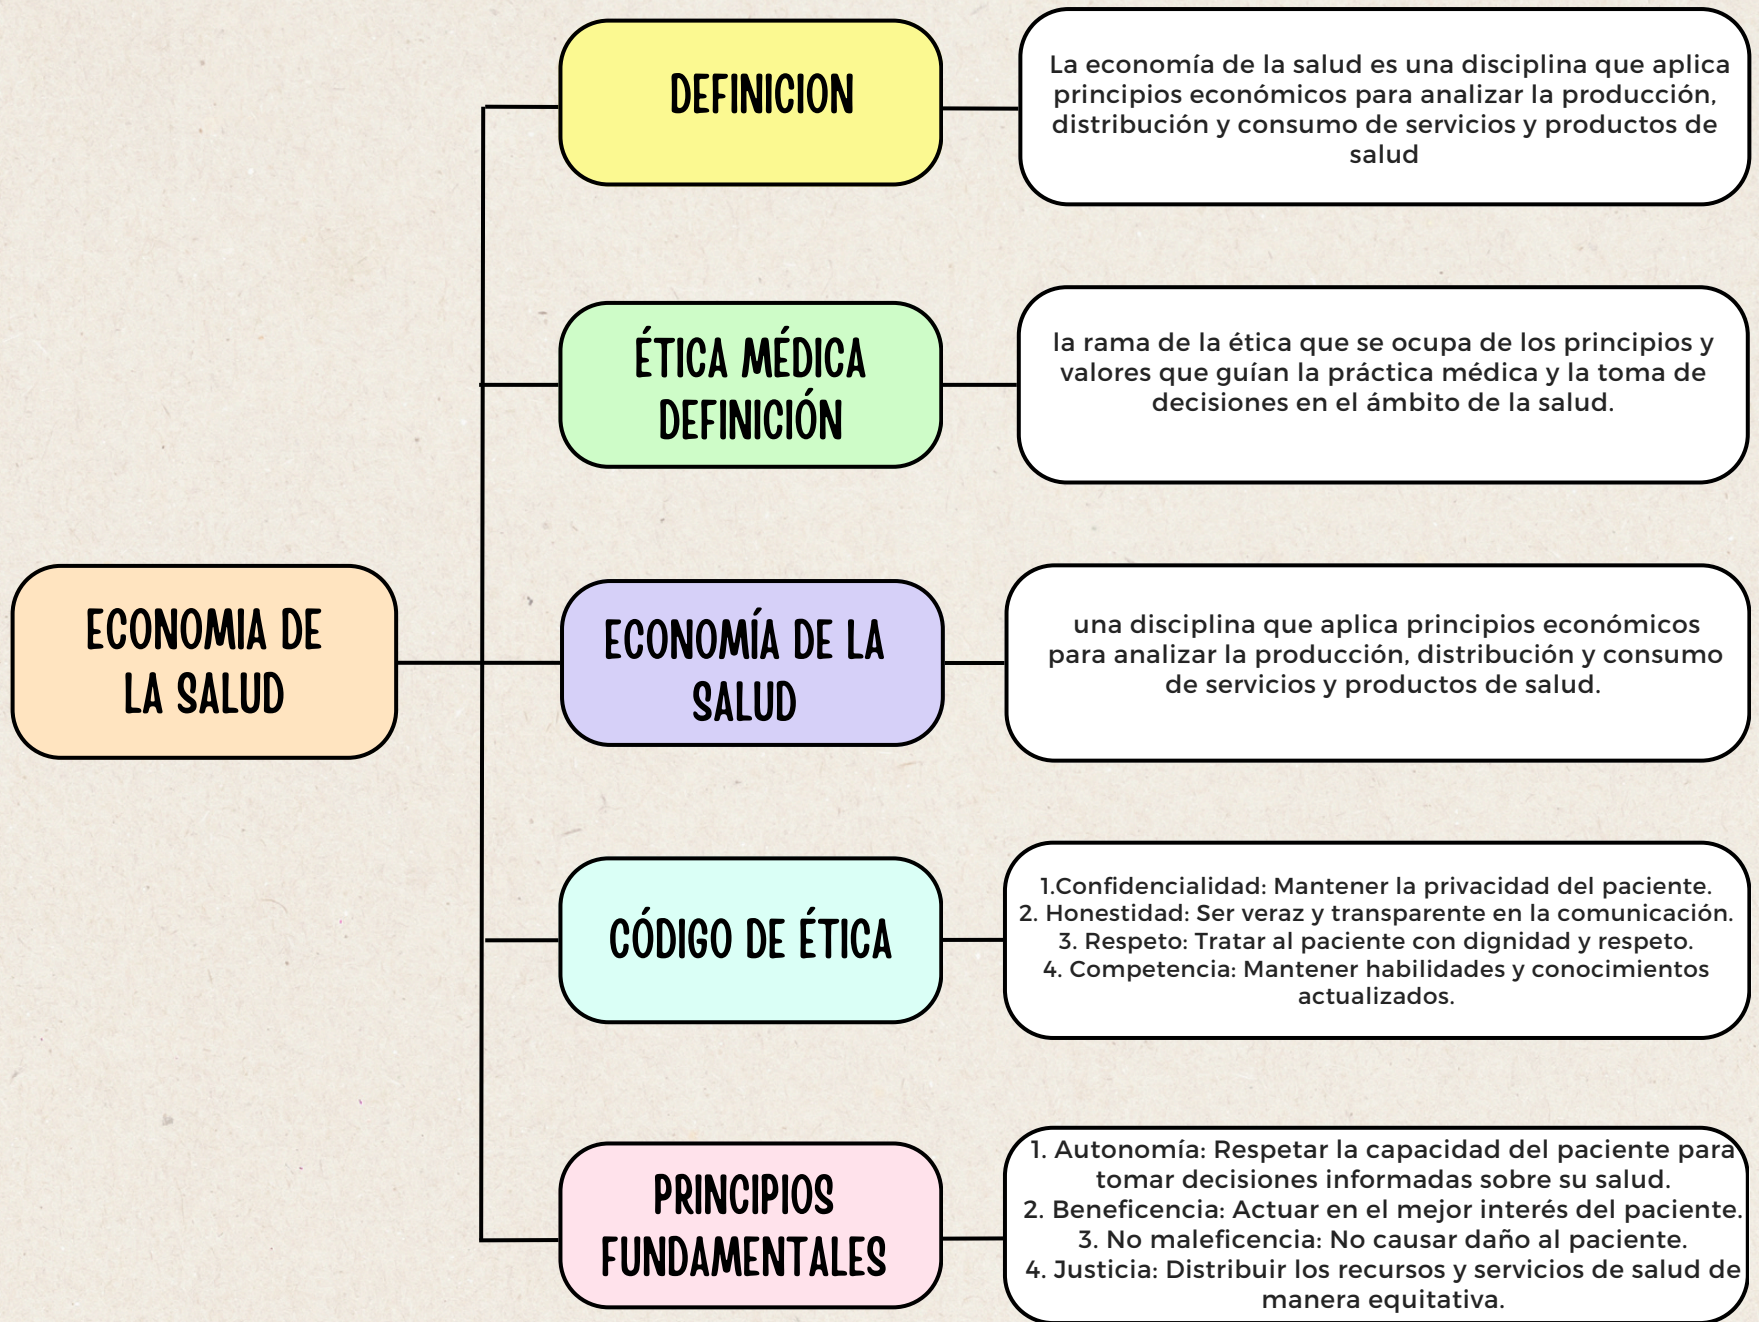 DEFINICION
La economía de la salud es una disciplina que aplica
principios económicos para analizar la producción,
distribución y consumo de servicios y productos de
salud
ÉTICA MÉDICA
DEFINICIÓN
la rama de la ética que se ocupa de los principios y
valores que guían la práctica médica y la toma de
decisiones en el ámbito de la salud.
ECONOMIA DE
LA SALUD
ECONOMÍA DE LA
SALUD
una disciplina que aplica principios económicos
para analizar la producción, distribución y consumo
de servicios y productos de salud.
CÓDIGO DE ÉTICA
1.Confidencialidad: Mantener la privacidad del paciente.
2. Honestidad: Ser veraz y transparente en la comunicación.
3. Respeto: Tratar al paciente con dignidad y respeto.
4. Competencia: Mantener habilidades y conocimientos
actualizados.
PRINCIPIOS
FUNDAMENTALES
1. Autonomía: Respetar la capacidad del paciente para
tomar decisiones informadas sobre su salud.
2. Beneficencia: Actuar en el mejor interés del paciente.
3. No maleficencia: No causar daño al paciente.
4. Justicia: Distribuir los recursos y servicios de salud de
manera equitativa.